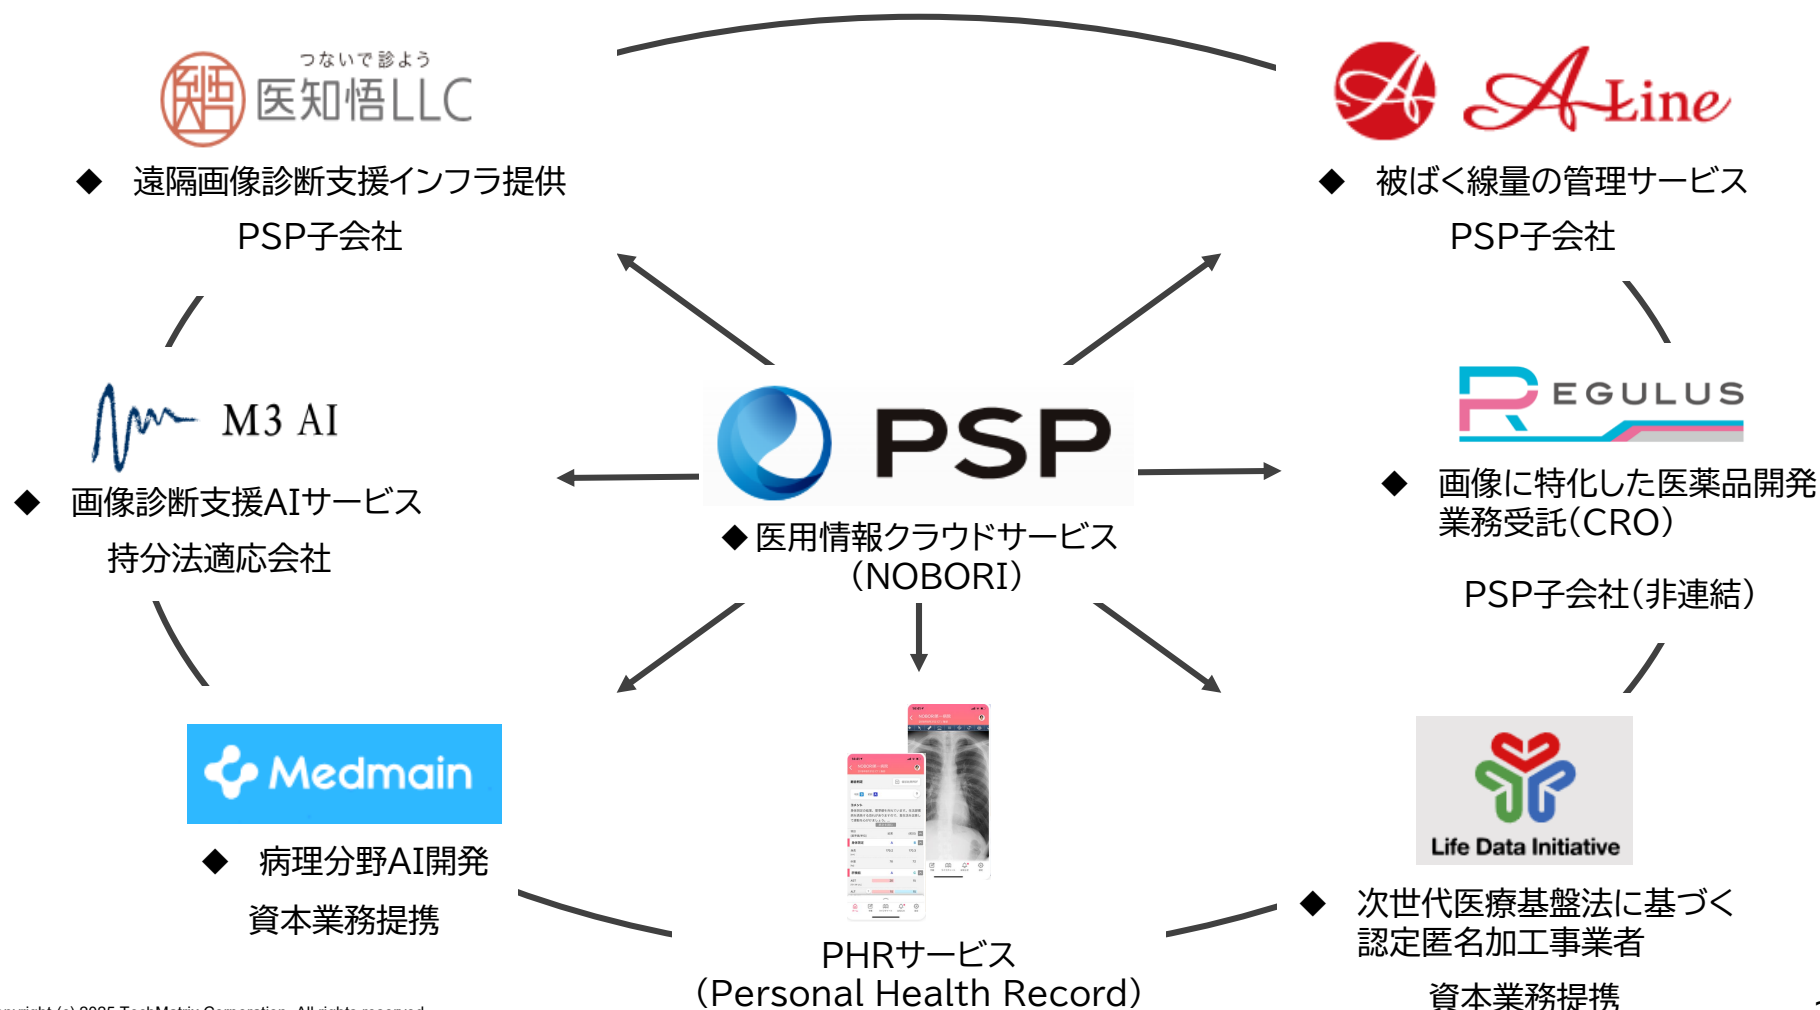 つないで診よう
医知悟LLC
◆ 遠隔画像診断支援インフラ提供
PSP子会社
A-Line
◆ 被ばく線量の管理サービス
PSP子会社
M3 AI
◆ 画像診断支援AIサービス
持分法適応会社
PSP
◆ 医用情報クラウドサービス
（NOBORI）
REGULUS
◆ 画像に特化した医薬品開発
業務受託（CRO）
PSP子会社（非連結）
Medmain
◆ 病理分野AI開発
資本業務提携
PHRサービス
（Personal Health Record）
Life Data Initiative
◆ 次世代医療基盤法に基づく
認定匿名加工事業者
資本業務提携